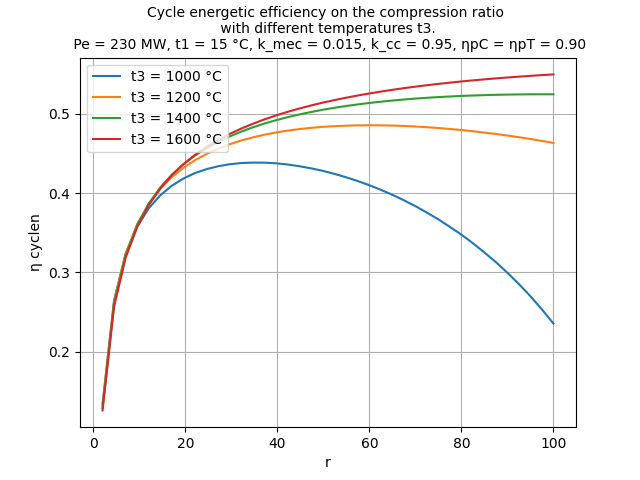 Cycle energetic efficiency on the compression ratio
with different temperatures t3.
Pe = 230 MW, t1 = 15 °C, k_mec = 0.015, k_cc = 0.95, ηpC = ηpT = 0.90
t3 = 1000 °C
t3 = 1200 °C
t3 = 1400 °C
t3 = 1600 °C
η cyclen
0.5
0.4
0.3
0.2
0 20 40 60 80 100
r